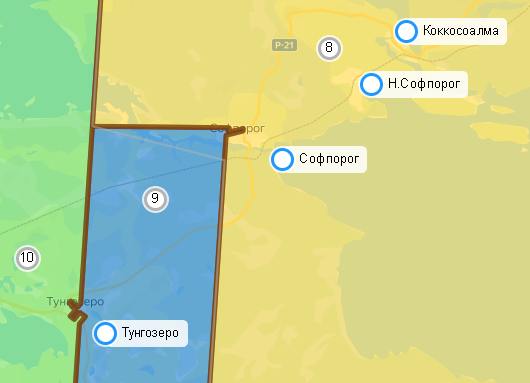 Коккосоалма
8
Р-21
Н.Софпорог
Софпорог
Софпорог
9
10
Тунгозеро
Тунгозеро